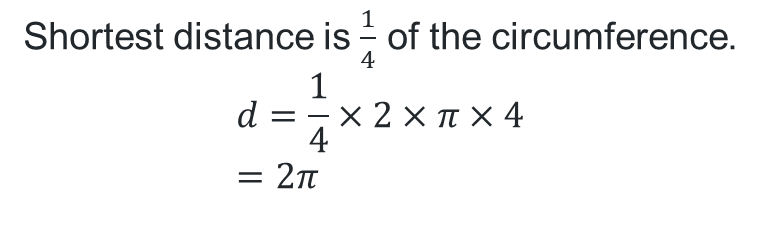 Shortest distance is 1/4 of the circumference.
𝑑 = 1/4 × 2 × 𝜋 × 4
= 2𝜋